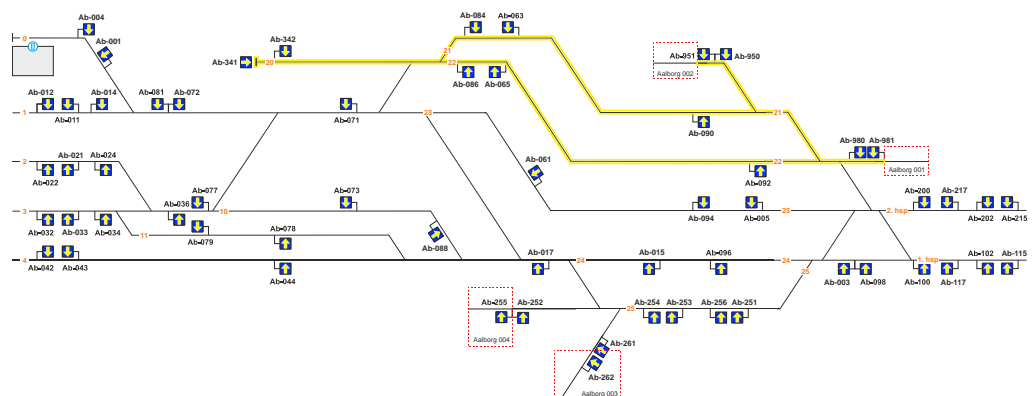 Ab-004
Ab-084
Ab-063
0
Ab-001
Ab-342
21
Ab-341
20
22
Ab-951
Ab-950
Aalborg 002
Ab-086
Ab-065
Ab-012
Ab-014
Ab-081
Ab-072
1
Ab-011
Ab-071
23
Ab-090
21
Ab-980
Ab-981
Ab-021
Ab-024
Ab-061
2
Ab-022
22
Aalborg 001
Ab-092
Ab-077
Ab-073
Ab-200
Ab-217
3
Ab-036
10
23
2. hsp
Ab-032
Ab-033
Ab-034
Ab-094
Ab-005
Ab-202
Ab-215
11
Ab-079
Ab-078
Ab-088
Ab-017
Ab-015
Ab-096
Ab-102
Ab-115
4
24
24
1. hsp
Ab-042
Ab-043
Ab-044
25
Ab-003
Ab-098
Ab-100
Ab-117
Ab-255
Ab-252
Ab-254
Ab-253
Ab-256
Ab-251
25
Aalborg 004
Ab-261
Ab-262
Aalborg 003